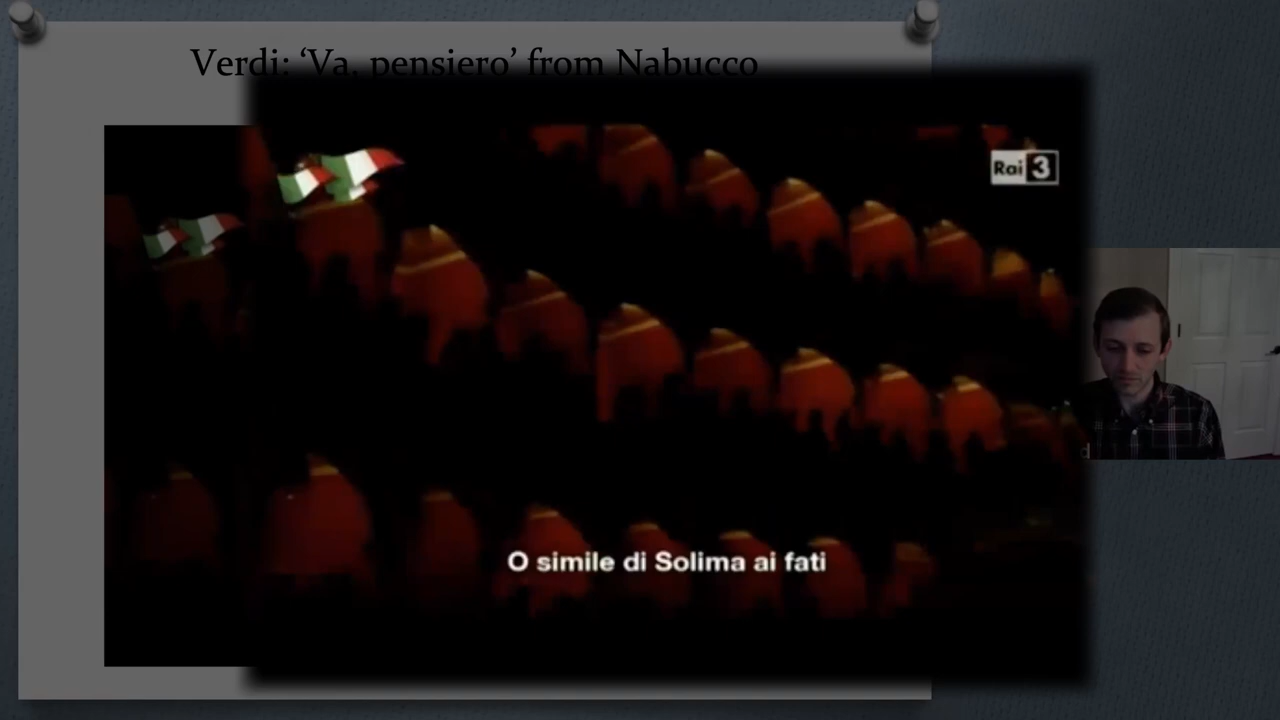 Verdi: ‘Va, pensiero’ from Nabucco
Rai 3
O simile di Solima ai fati